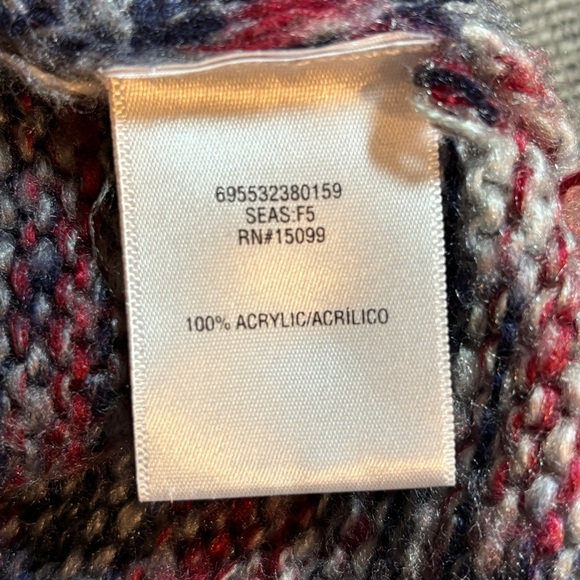 695532380159
SEAS:F5
RN#15099
100% ACRYLIC/ACRÍLICO